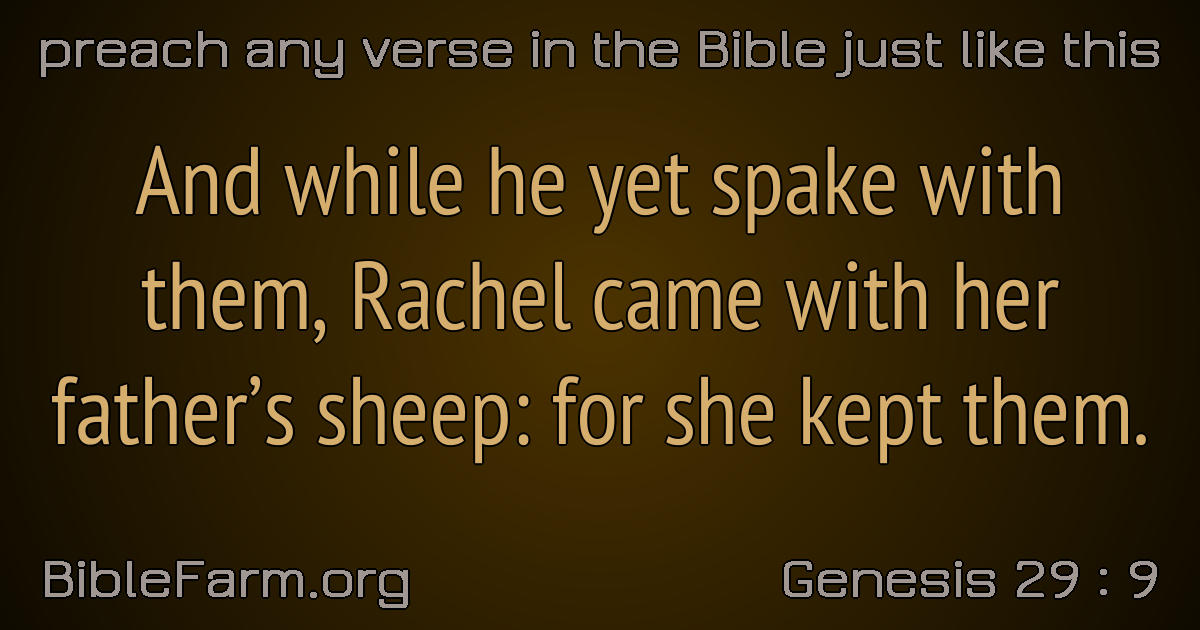 preach any verse in the Bible just like this
And while he yet spake with
them, Rachel came with her
father’s sheep: for she kept them.
BibleFarm.org
Genesis 29 : 9